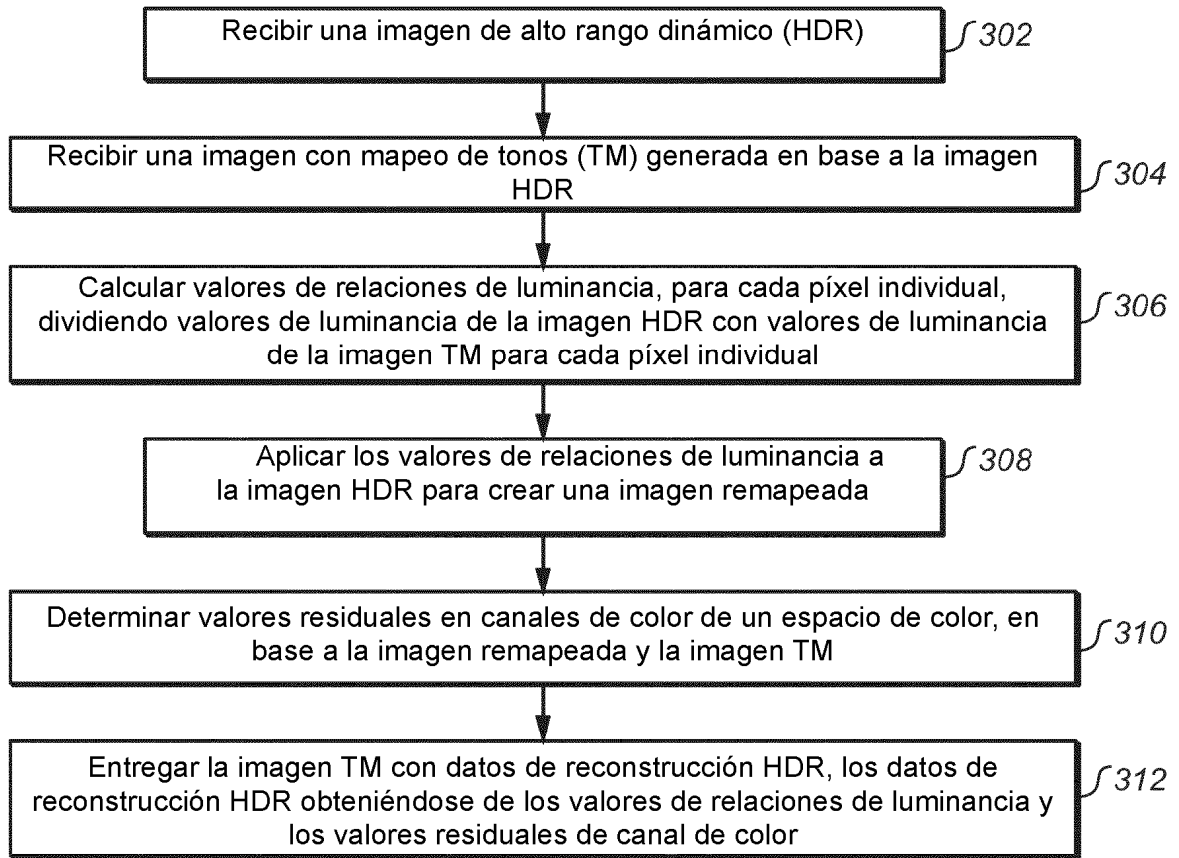 Recibir una imagen de alto rango dinámico (HDR)
302
Recibir una imagen con mapeo de tonos (TM) generada en base a la imagen
HDR
304
Calcular valores de relaciones de luminancia, para cada píxel individual,
dividiendo valores de luminancia de la imagen HDR con valores de luminancia
de la imagen TM para cada píxel individual
306
Aplicar los valores de relaciones de luminancia a
la imagen HDR para crear una imagen remapeada
308
Determinar valores residuales en canales de color de un espacio de color, en
base a la imagen remapeada y la imagen TM
310
Entregar la imagen TM con datos de reconstrucción HDR, los datos de
reconstrucción HDR obteniéndose de los valores de relaciones de luminancia y
los valores residuales de canal de color
312